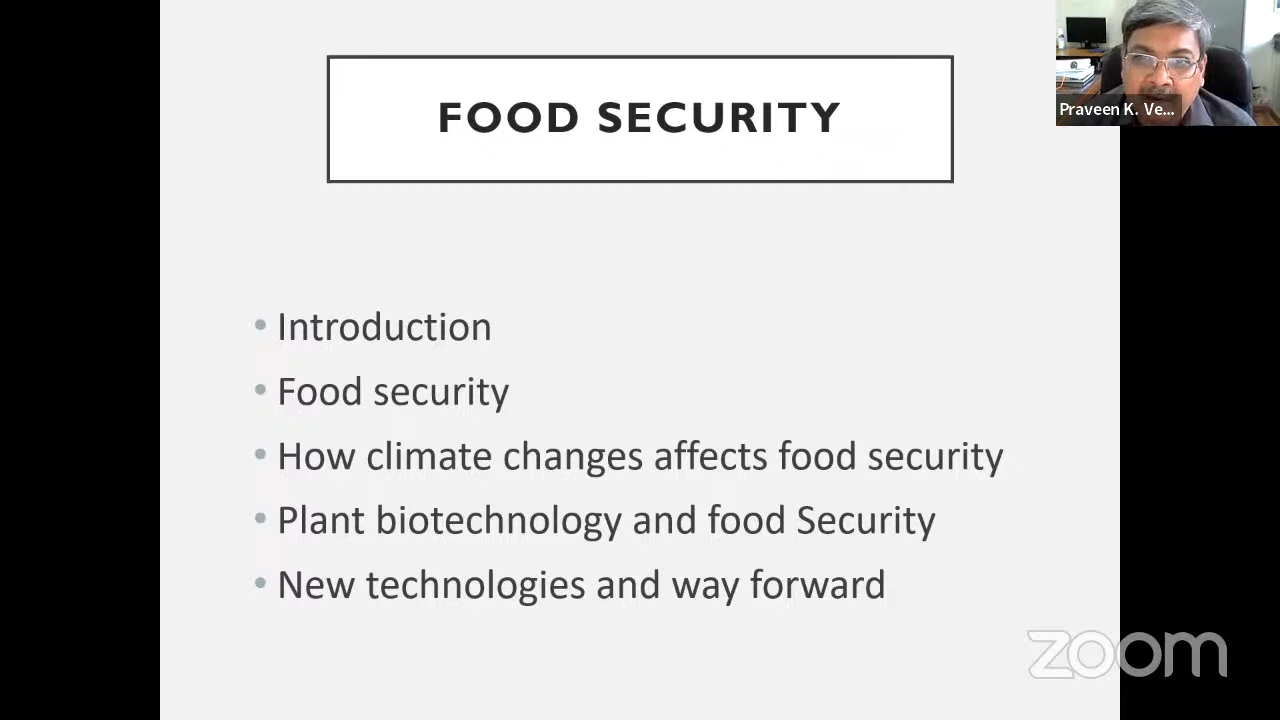 FOOD SECURITY
Praveen K. Ve...
• Introduction
• Food security
• How climate changes affects food security
• Plant biotechnology and food Security
• New technologies and way forward
zoom